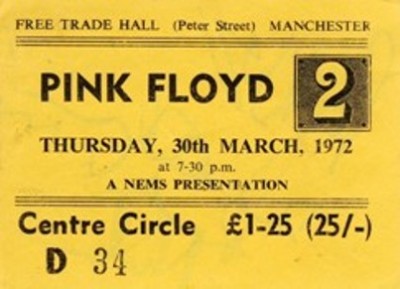 FREE TRADE HALL (Peter Street) MANCHESTER
PINK FLOYD 2
THURSDAY, 30th MARCH, 1972
at 7-30 p.m.
A NEMS PRESENTATION
Centre Circle £1-25 (25/-)
D 34